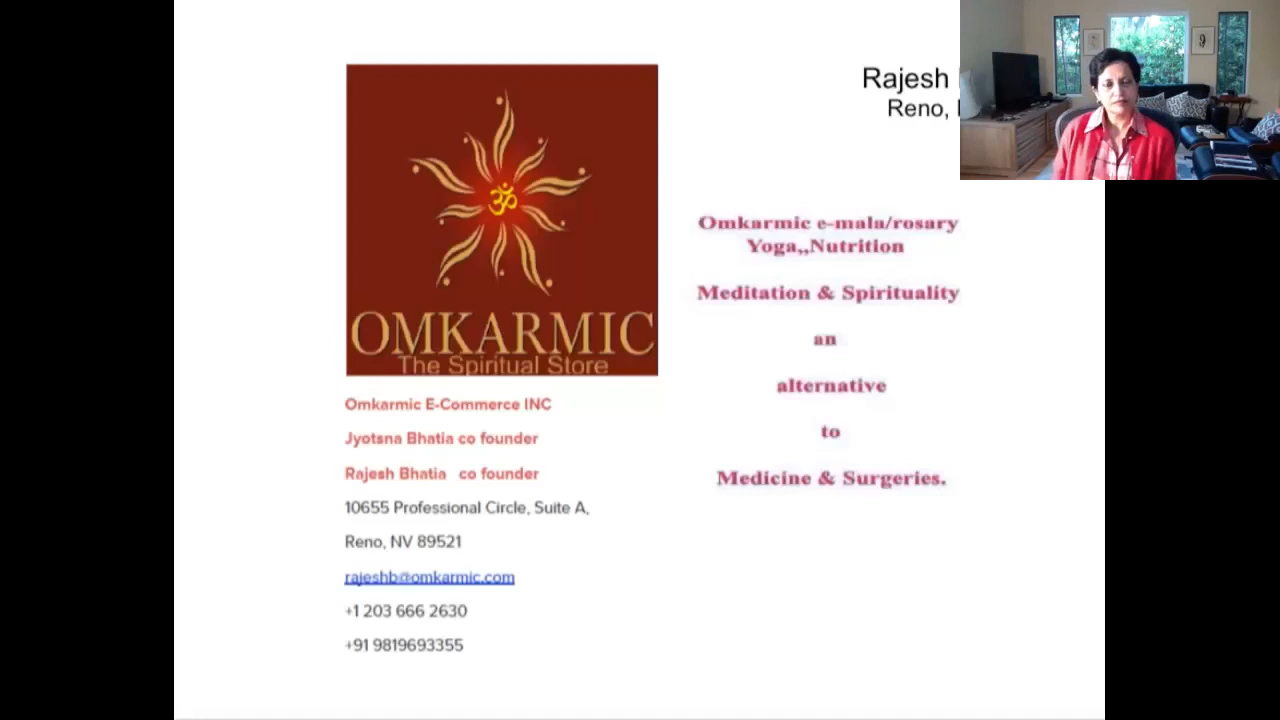 Rajesh
Reno,
ॐ
OMKARMIC
The Spiritual Store
Omkarmic e-mala/rosary
Yoga,,Nutrition
Meditation & Spirituality
an
alternative
to
Medicine & Surgeries.
Omkarmic E-Commerce INC
Jyotsna Bhatia co founder
Rajesh Bhatia co founder
10655 Professional Circle, Suite A,
Reno, NV 89521
rajeshb@omkarmic.com
+1 203 666 2630
+91 9819693355